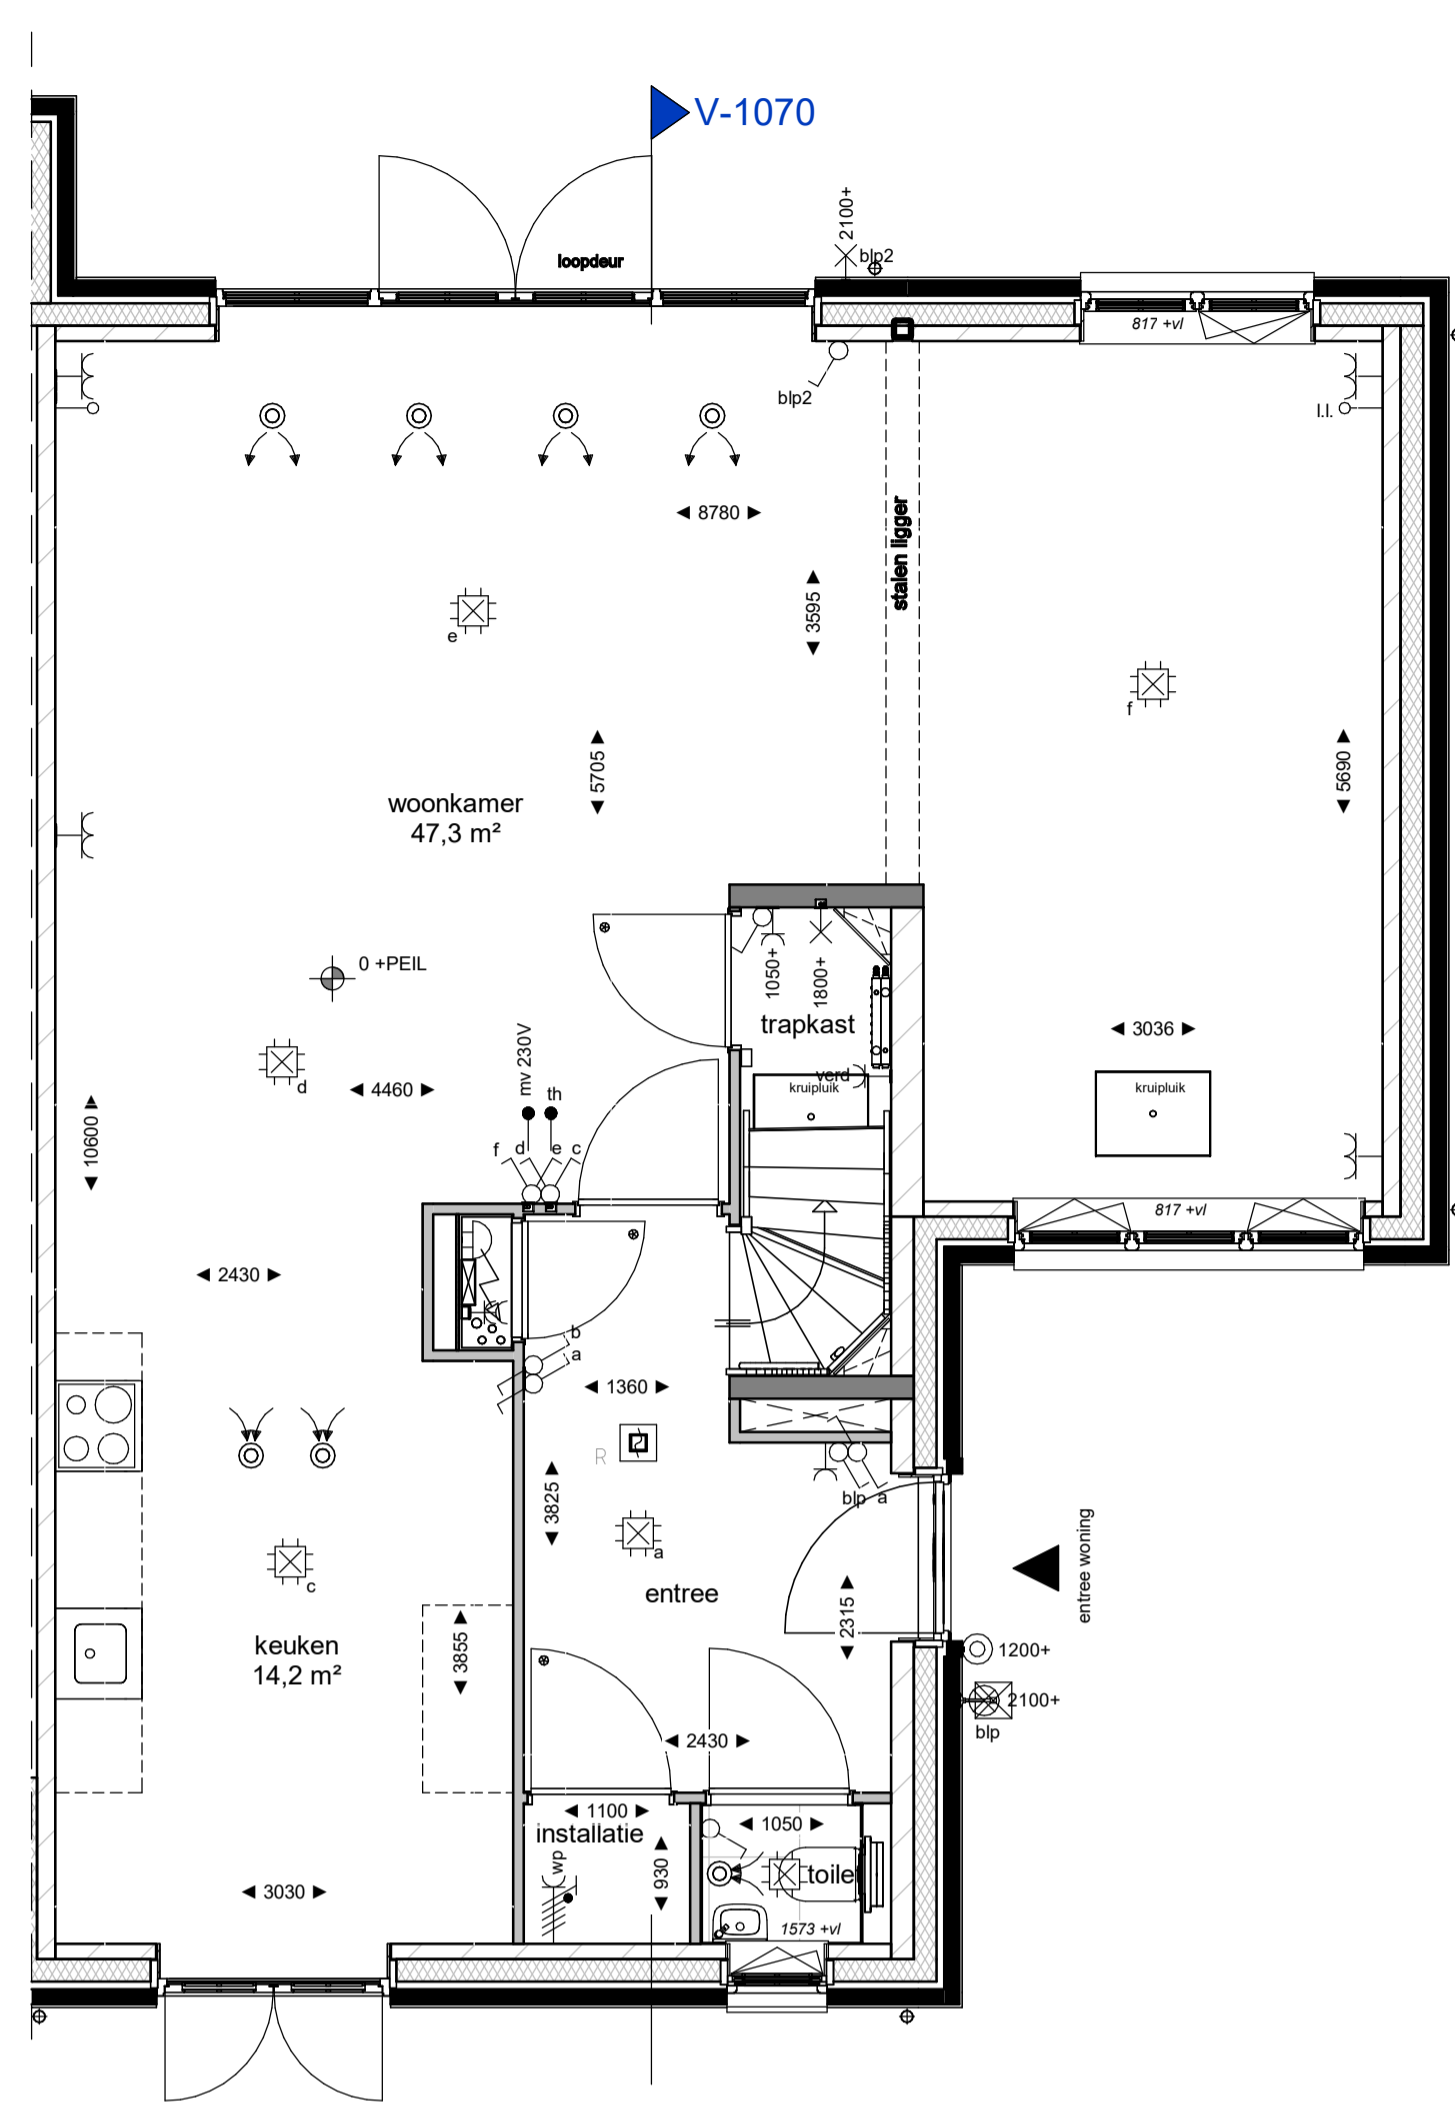 V-1070
loopdeur
2100+
blp2
817 +vl
blp2
l.l.
8780
stalen ligger
3595
e
f
5705
5690
woonkamer
47,3 m²
0 +PEIL
1050+
1800+
trapkast
3036
d
4460
mv 230V
th
verd
kruipluik
kruipluik
10600
f d e c
817 +vl
2430
b
a
1360
R
3825
blp a
a
c
entree
entree woning
2315
keuken
14,2 m²
3855
1200+
2100+
blp
2430
1100
installatie
1050
wp
930
toile
3030
1573 +vl